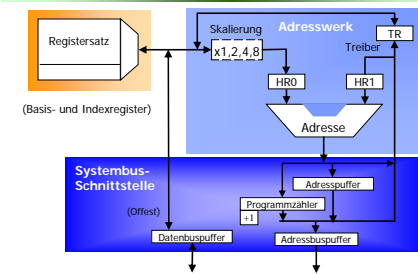 Skalierung
Adresswerk
Registersatz
TR
Treiber
x1,2,4,8
HR0
HR1
(Basis- und Indexregister)
Adresse
Systembus-
Schnittstelle
Adresspuffer
Programmzähler
(Offest)
+1
Datenbuspuffer
Adressbuspuffer